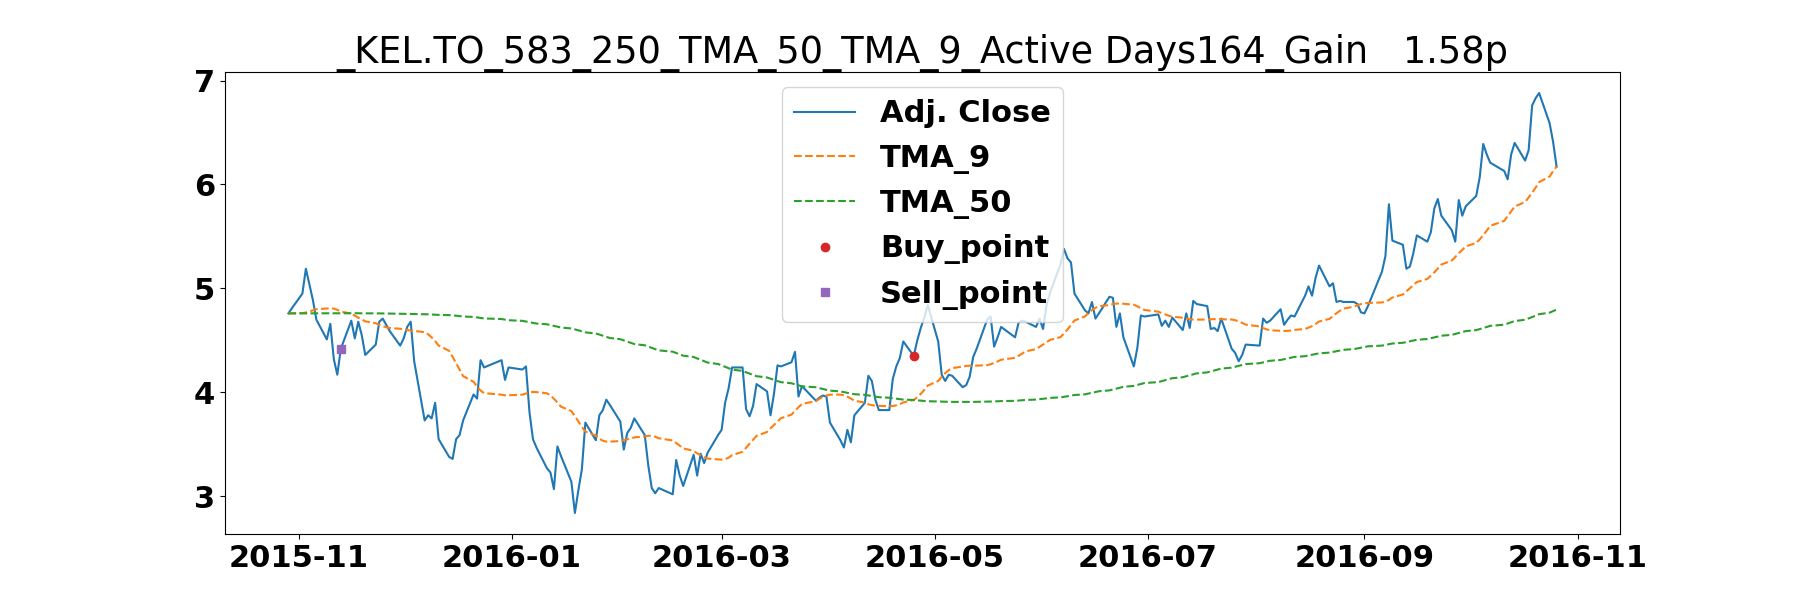 _KEL.TO_583_250_TMA_50_TMA_9_Active Days164_Gain   1.58p
7
6
5
4
3
Adj. Close
TMA_9
TMA_50
Buy_point
Sell_point
2015-11 2016-01 2016-03 2016-05 2016-07 2016-09 2016-11